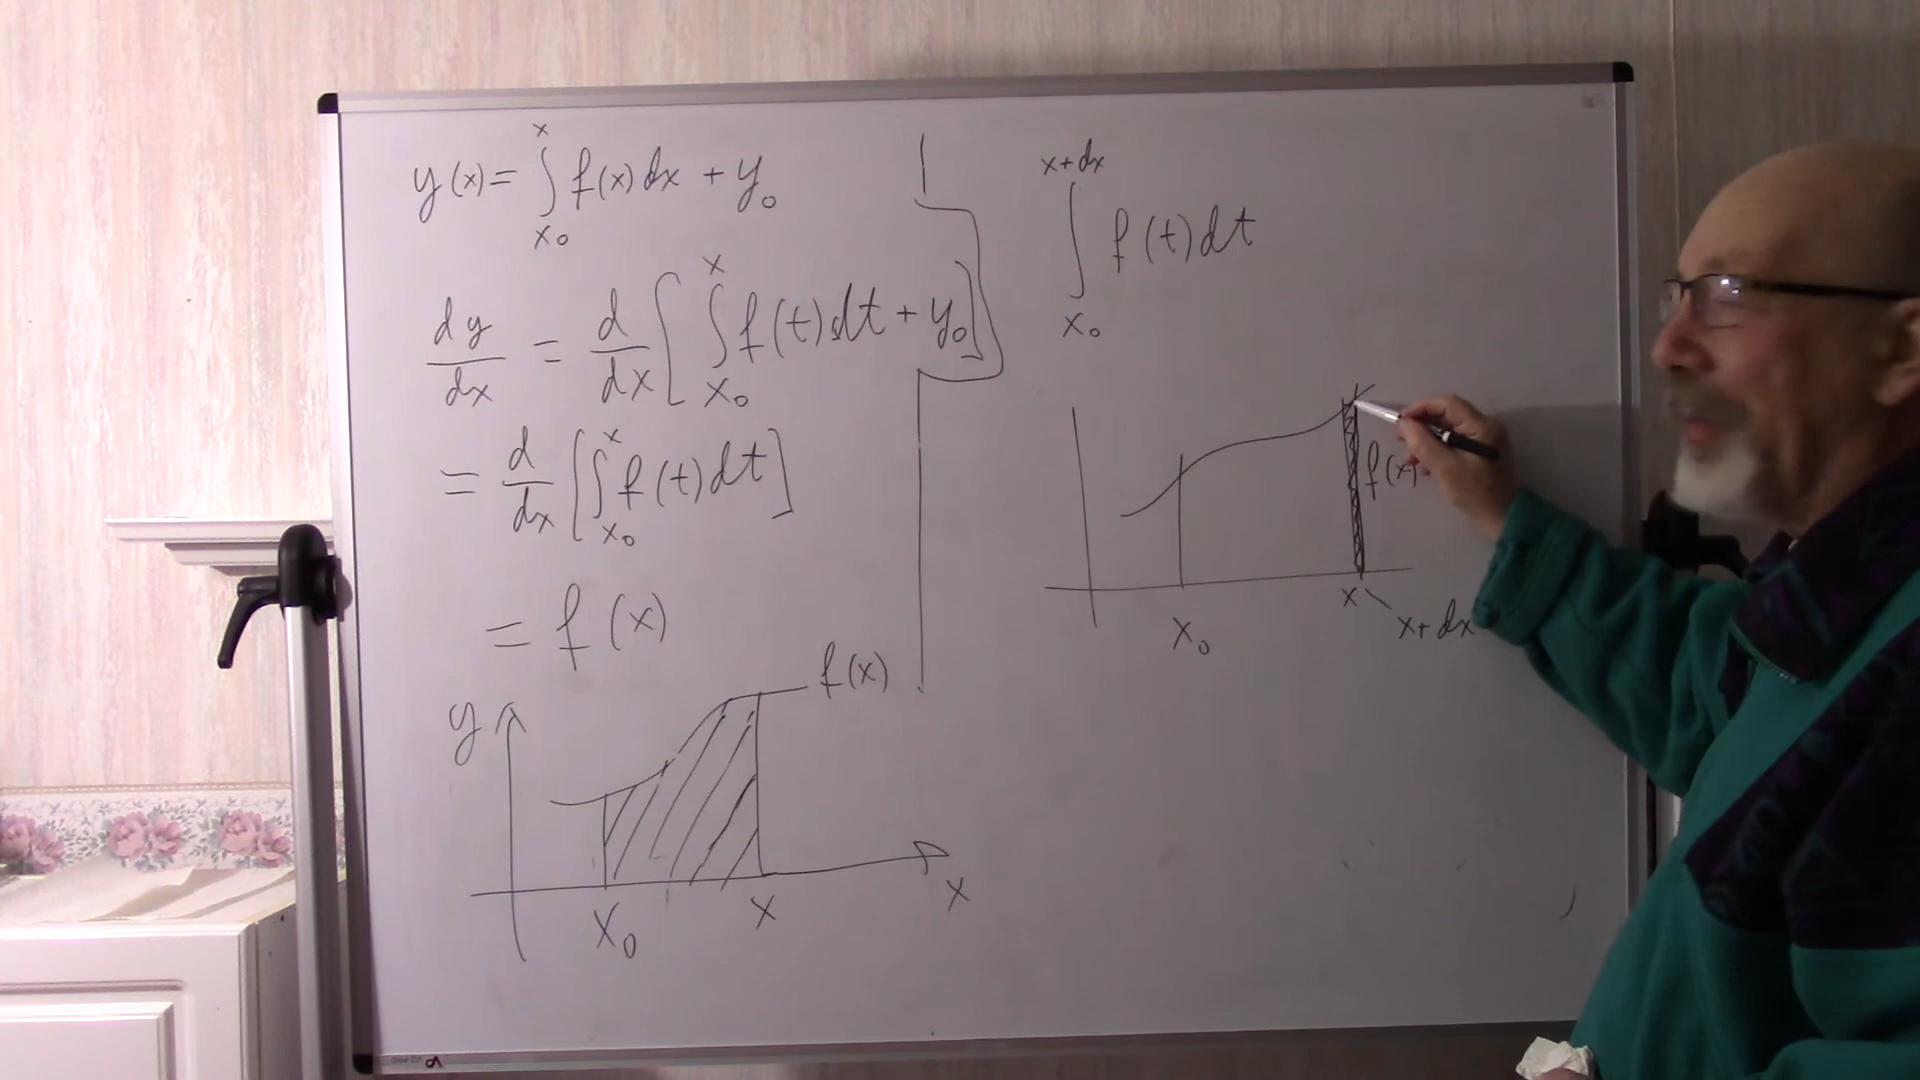 y(x) = ∫_{x₀}^{x} f(x) dx + y₀
dy/dx = d/dx [ ∫_{x₀}^{x} f(t) dt + y₀ ]
= d/dx [ ∫_{x₀}^{x} f(t) dt ]
= f(x)
f(x)
y
x₀ x x
∫_{x₀}^{x+dx} f(t) dt
f(x)
x
x+dx
x₀